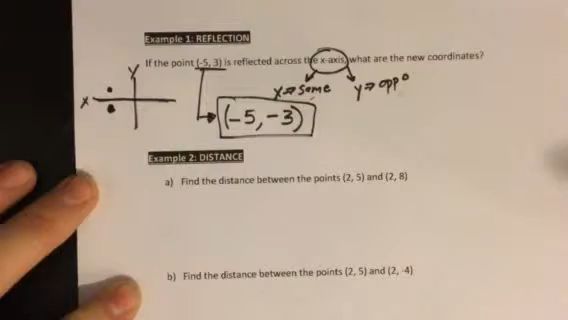 Example 1: REFLECTION
If the point (-5, 3) is reflected across the x-axis, what are the new coordinates?
Y
X
x⇒same y⇒opp°
(-5,-3)
Example 2: DISTANCE
a) Find the distance between the points (2, 5) and (2, 8)
b) Find the distance between the points (2, 5) and (2, -4)